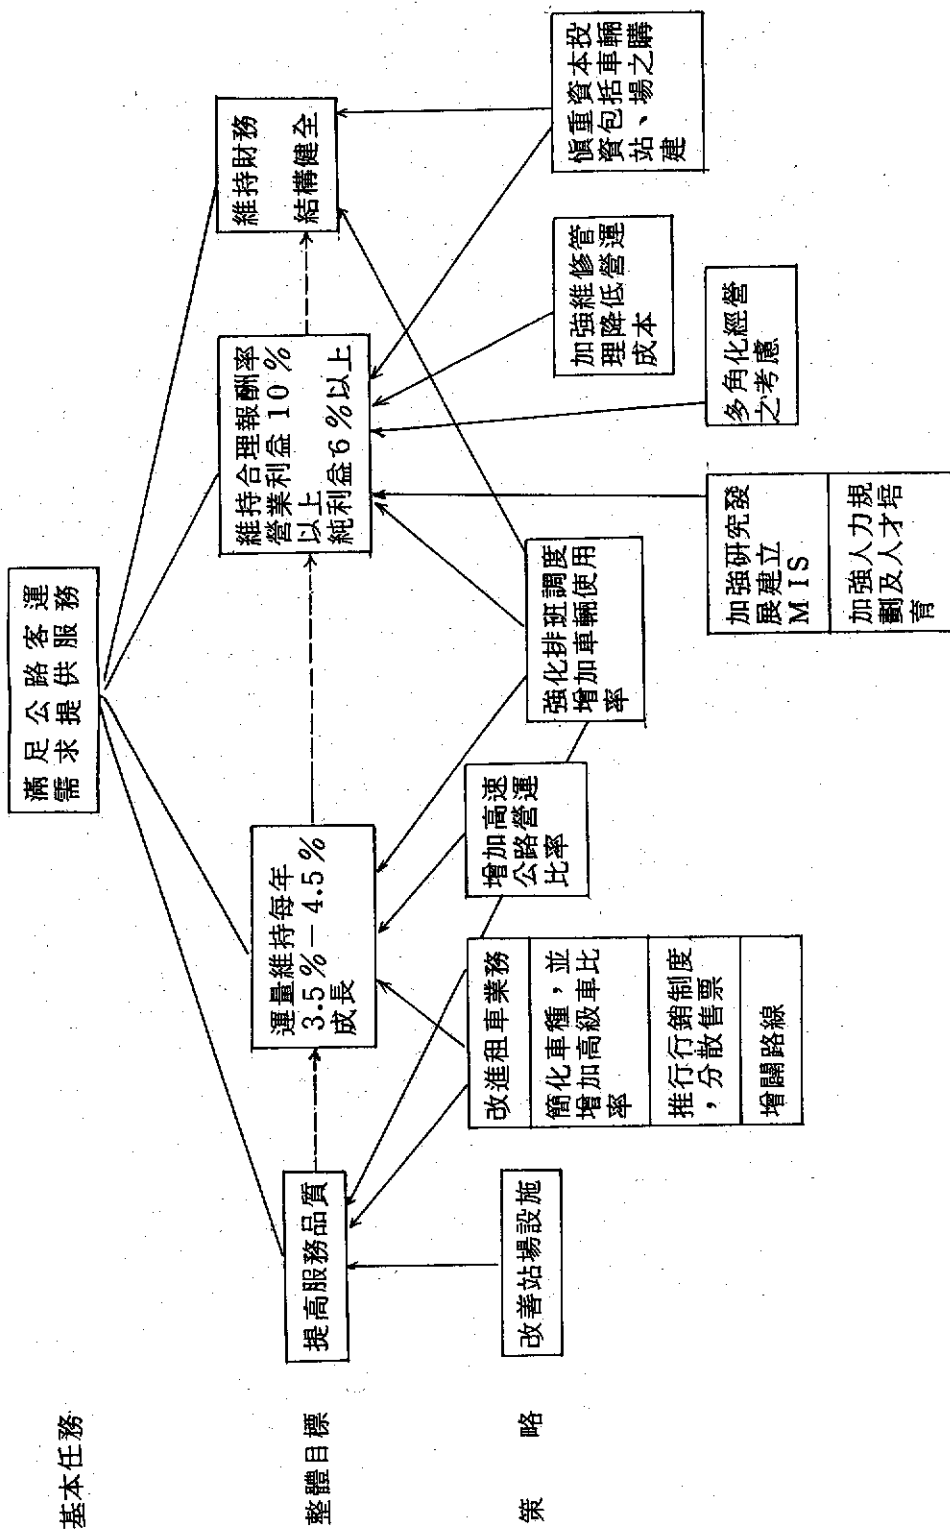 基本任務
滿足公路客運
需求提供服務
整體目標
提高服務品質
運量維持每年
3.5%－4.5%
成長
維持合理報酬率
營業利益10%
以上
純利益6%以上
維持財務
結構健全
策略
改善站場設施
改進租車業務
簡化車種，並
增加高級車比
率
推行行銷制度
，分散售票
增闢路線
增加高速
公路營運
比率
強化排班調度
增加車輛使用
率
加強研究發
展建立
MIS
加強人力規
劃及人才培
育
多角化經營
之考慮
加強維修管
理降低營運
成本
慎重資本投
資包括車輛
站、場之購
建